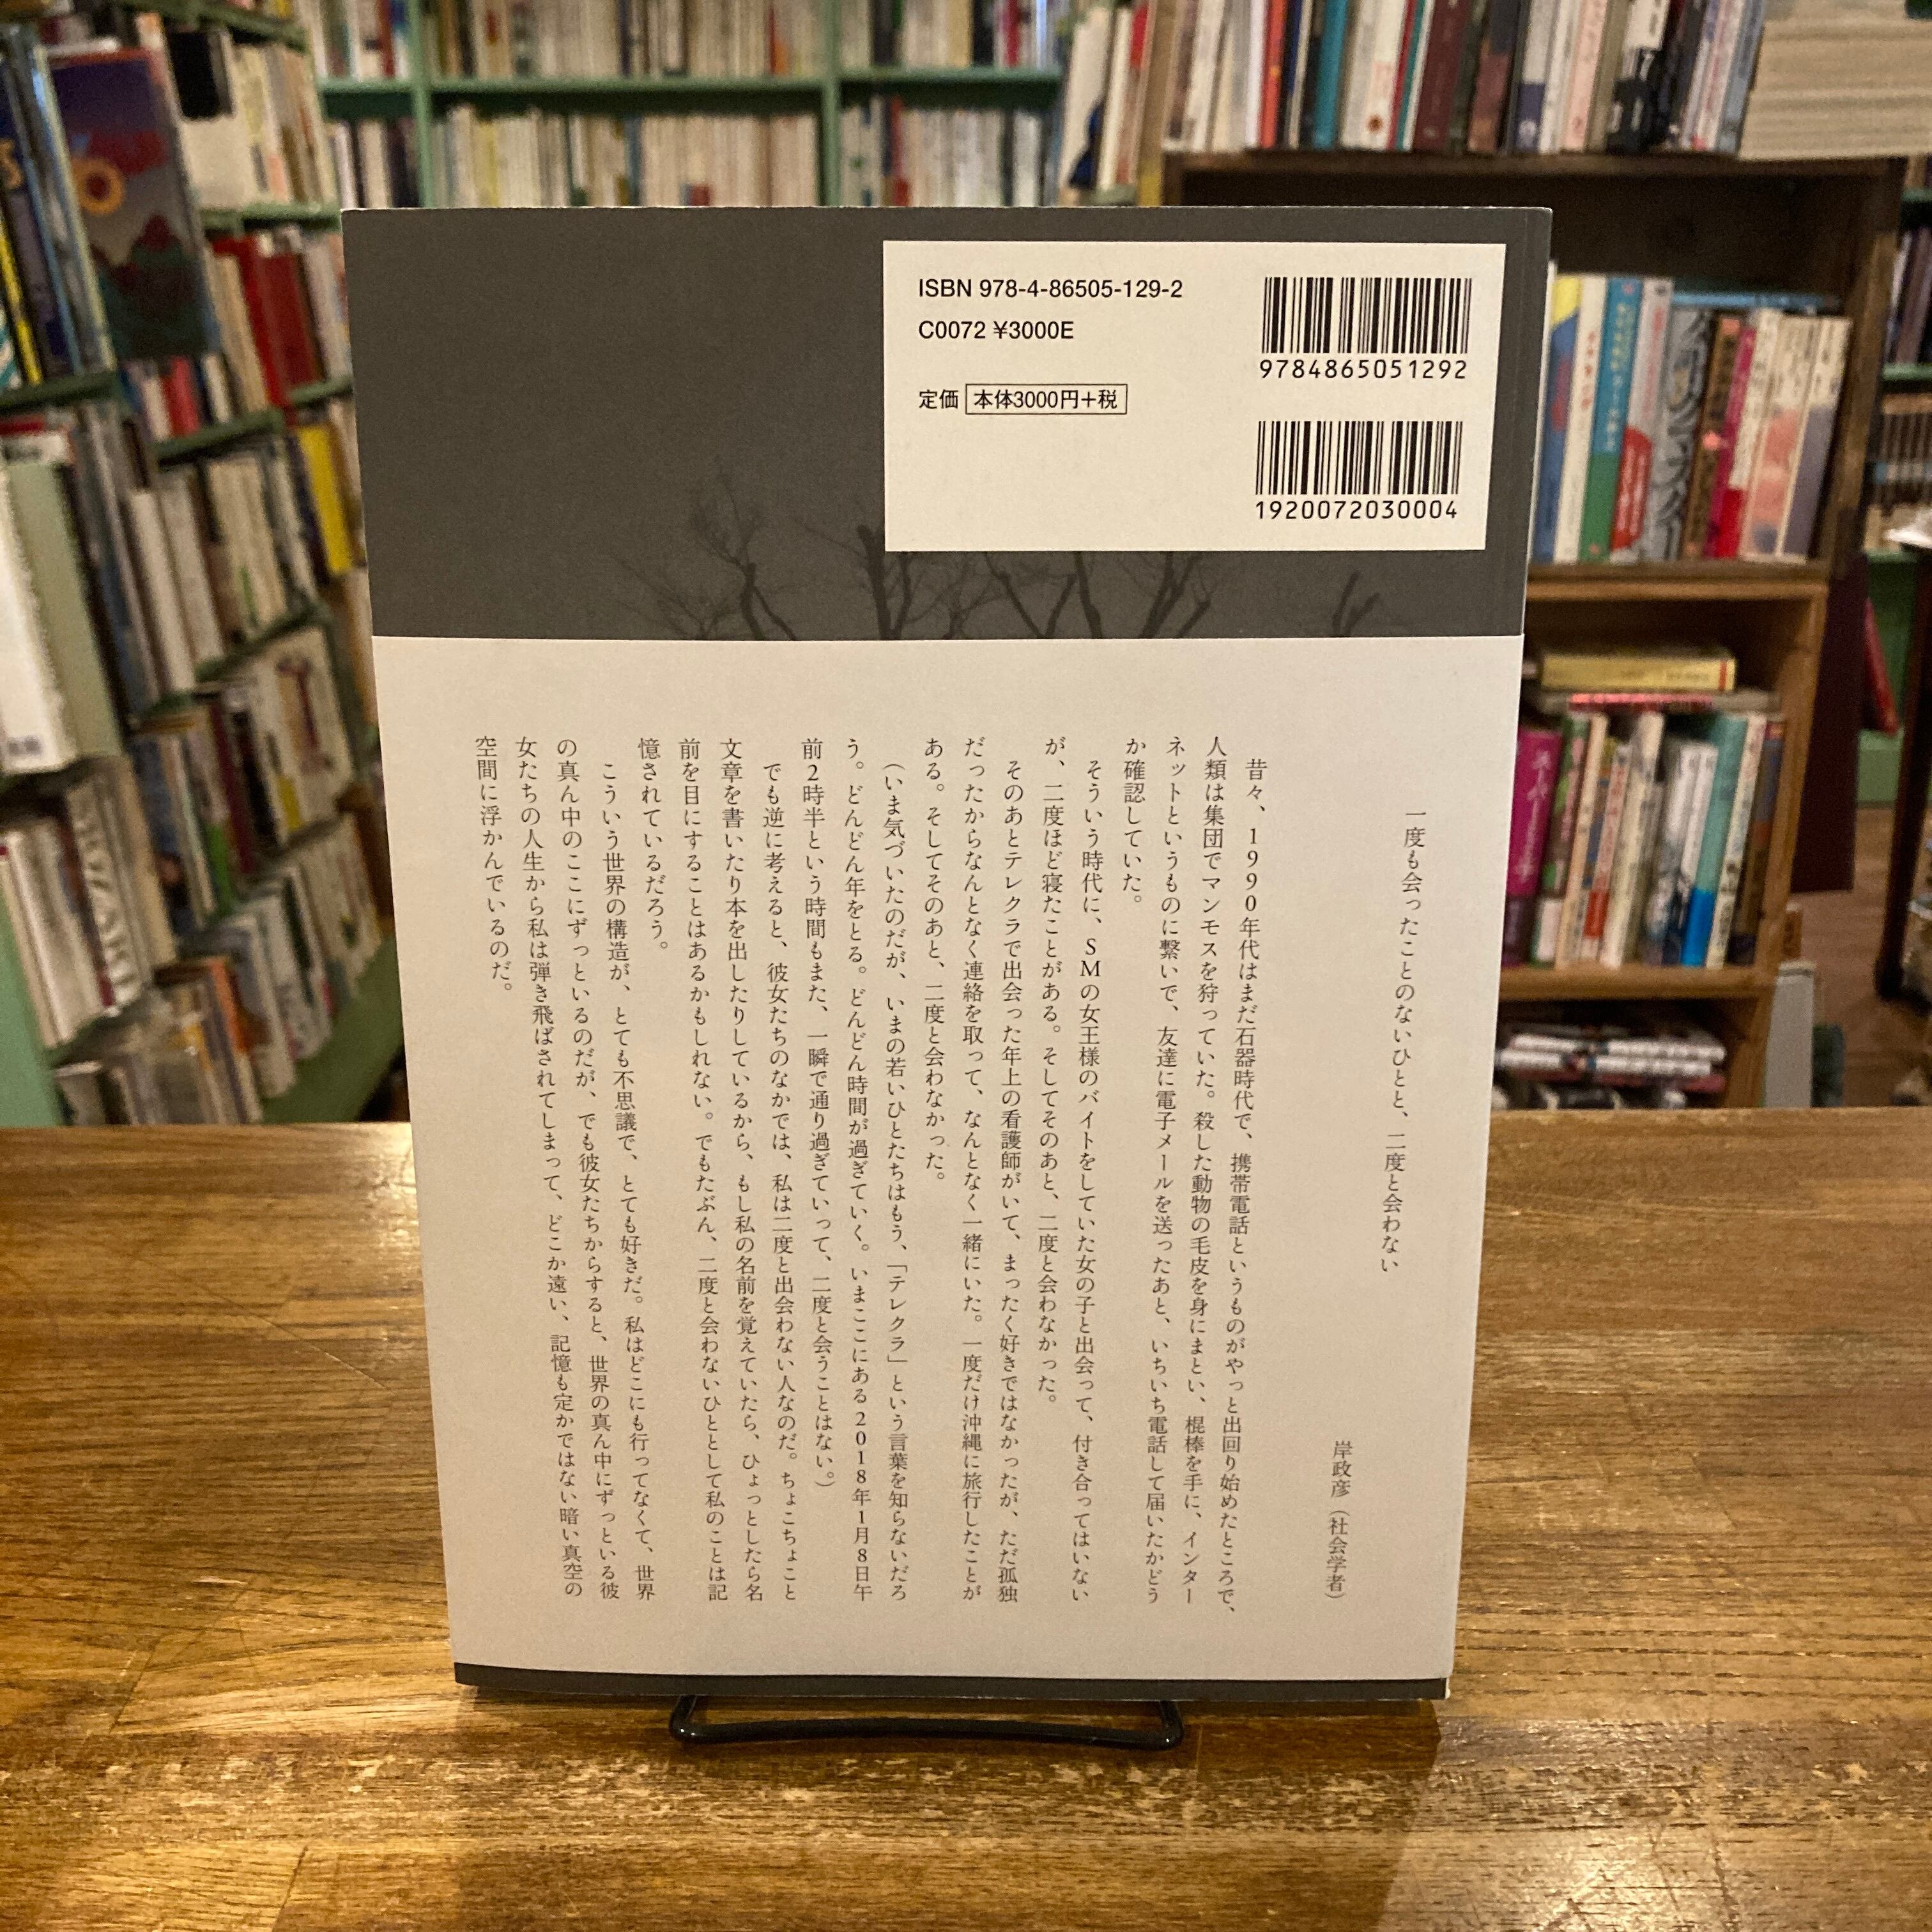 ISBN 978-4-86505-129-2
C0072 ¥3000E
定価 本体3000円+税
9784865051292
1920072030004
一度も会ったことのないひとと、二度と会わない
岸政彦（社会学者）
昔々、1990年代はまだ石器時代で、携帯電話というものがやっと出回り始めたところで、
人類は集団でマンモスを狩っていた。殺した動物の毛皮を身にまとい、棍棒を手に、インター
ネットというものに繋いで、友達に電子メールを送ったあと、いちいち電話して届いたかどう
か確認していた。
そういう時代に、SMの女王様のバイトをしていた女の子と出会って、付き合ってはいない
が、二度ほど寝たことがある。そしてそのあと、二度と会わなかった。
そのあとテレクラで出会った年上の看護師がいて、まったく好きではなかったが、ただ孤独
だったからなんとなく連絡を取って、なんとなく一緒にいた。一度だけ沖縄に旅行したことが
ある。そしてそのあと、二度と会わなかった。
（いま気づいたのだが、いまの若いひとたちはもう、「テレクラ」という言葉を知らないだろ
う。どんどん年をとる。どんどん時間が過ぎていく。いまここにある2018年1月8日午
前2時半という時間もまた、一瞬で通り過ぎていって、二度と会うことはない。）
でも逆に考えると、彼女たちのなかでは、私は二度と出会わない人なのだ。ちょこちょこと
文章を書いたり本を出したりしているから、もし私の名前を覚えていたら、ひょっとしたら名
前を目にすることはあるかもしれない。でもたぶん、二度と会わないひととして私のことは記
憶されているだろう。
こういう世界の構造が、とても不思議で、とても好きだ。私はどこにも行ってなくて、世界
の真ん中のここにずっといるのだが、でも彼女たちからすると、世界の真ん中にずっといる彼
女たちの人生から私は弾き飛ばされてしまって、どこか遠い、記憶も定かではない暗い真空の
空間に浮かんでいるのだ。